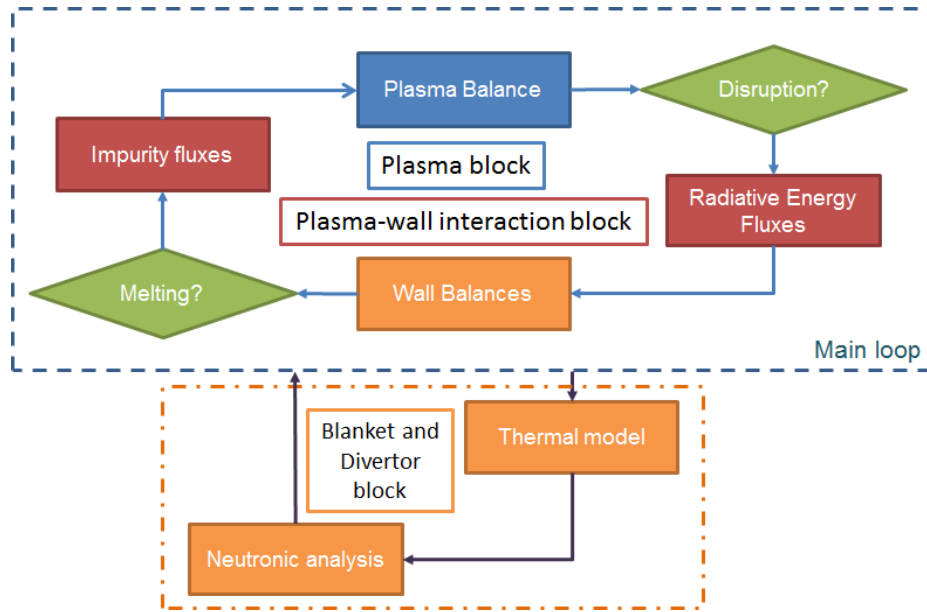 Plasma Balance
Disruption?
Impurity fluxes
Plasma block
Radiative Energy
Fluxes
Plasma-wall interaction block
Melting?
Wall Balances
Main loop
Blanket and
Divertor
block
Thermal model
Neutronic analysis